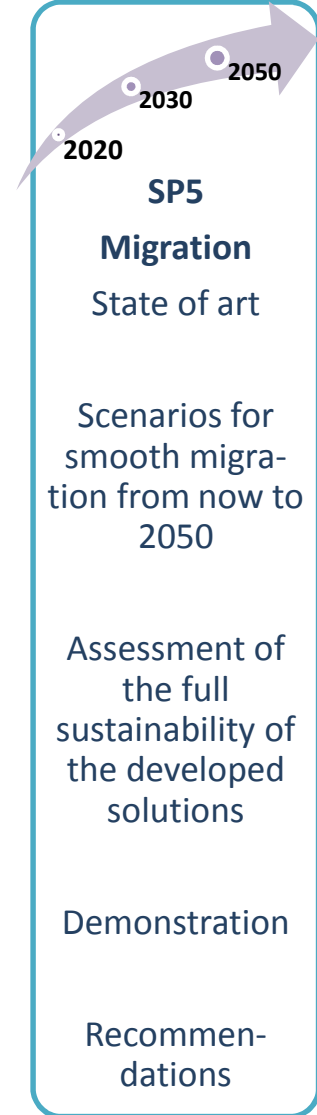 2050
2030
2020
SP5
Migration
State of art
Scenarios for
smooth migra-
tion from now to
2050
Assessment of
the full
sustainability of
the developed
solutions
Demonstration
Recommen-
dations